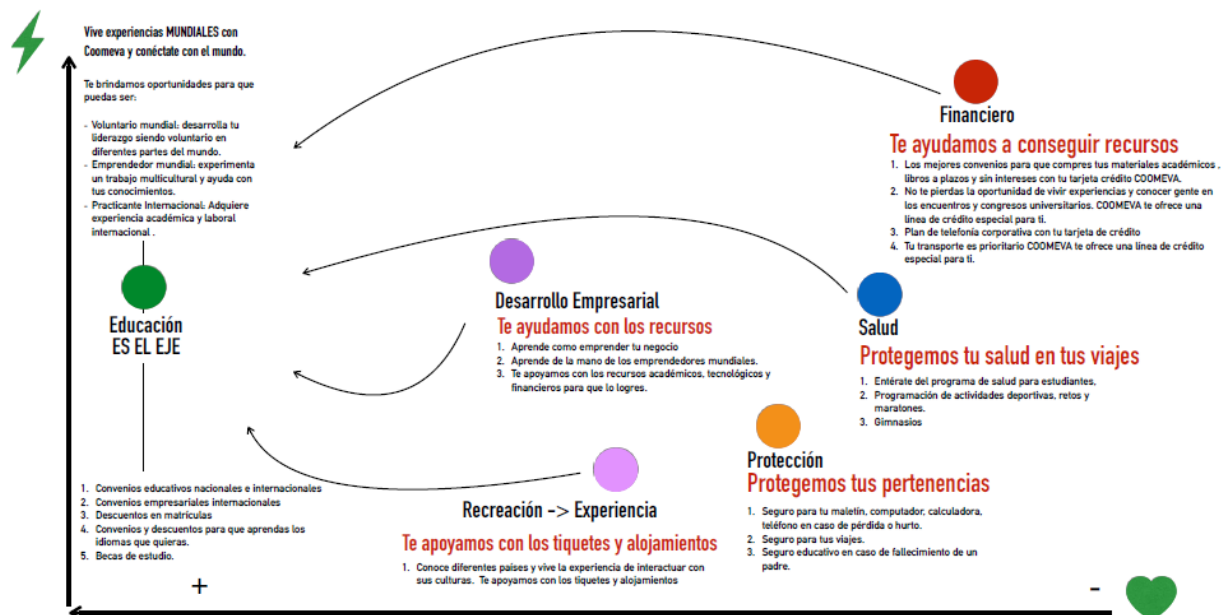 Vive experiencias MUNDIALES con
Coomeva y conéctate con el mundo.
Te brindamos oportunidades para que
puedas ser:
- Voluntario mundial: desarrolla tu
liderazgo siendo voluntario en
diferentes partes del mundo.
- Emprendedor mundial: experimenta
un trabajo multicultural y ayuda con
tus conocimientos.
- Practicante Internacional: Adquiere
experiencia académica y laboral
internacional .
Educación
ES EL EJE
1. Convenios educativos nacionales e internacionales
2. Convenios empresariales internacionales
3. Descuentos en matrículas
4. Convenios y descuentos para que aprendas los
idiomas que quieras.
5. Becas de estudio.
+
Financiero
Te ayudamos a conseguir recursos
1. Los mejores convenios para que compres tus materiales académicos ,
libros a plazos y sin intereses con tu tarjeta crédito COOMEVA.
2. No te pierdas la oportunidad de vivir experiencias y conocer gente en
los encuentros y congresos universitarios. COOMEVA te ofrece una
línea de crédito especial para ti.
3. Plan de telefonía corporativa con tu tarjeta de crédito
4. Tu transporte es prioritario COOMEVA te ofrece una línea de crédito
especial para ti.
Desarrollo Empresarial
Te ayudamos con los recursos
1. Aprende como emprender tu negocio
2. Aprende de la mano de los emprendedores mundiales.
3. Te apoyamos con los recursos académicos, tecnológicos y
financieros para que lo logres.
Salud
Protegemos tu salud en tus viajes
1. Entérate del programa de salud para estudiantes,
2. Programación de actividades deportivas, retos y
maratones.
3. Gimnasios
Protección
Protegemos tus pertenencias
1. Seguro para tu maletín, computador, calculadora,
teléfono en caso de pérdida o hurto.
2. Seguro para tus viajes.
3. Seguro educativo en caso de fallecimiento de un
padre.
Recreación -> Experiencia
Te apoyamos con los tiquetes y alojamientos
1. Conoce diferentes paises y vive la experiencia de interactuar con
sus culturas. Te apoyamos con los tiquetes y alojamientos
-